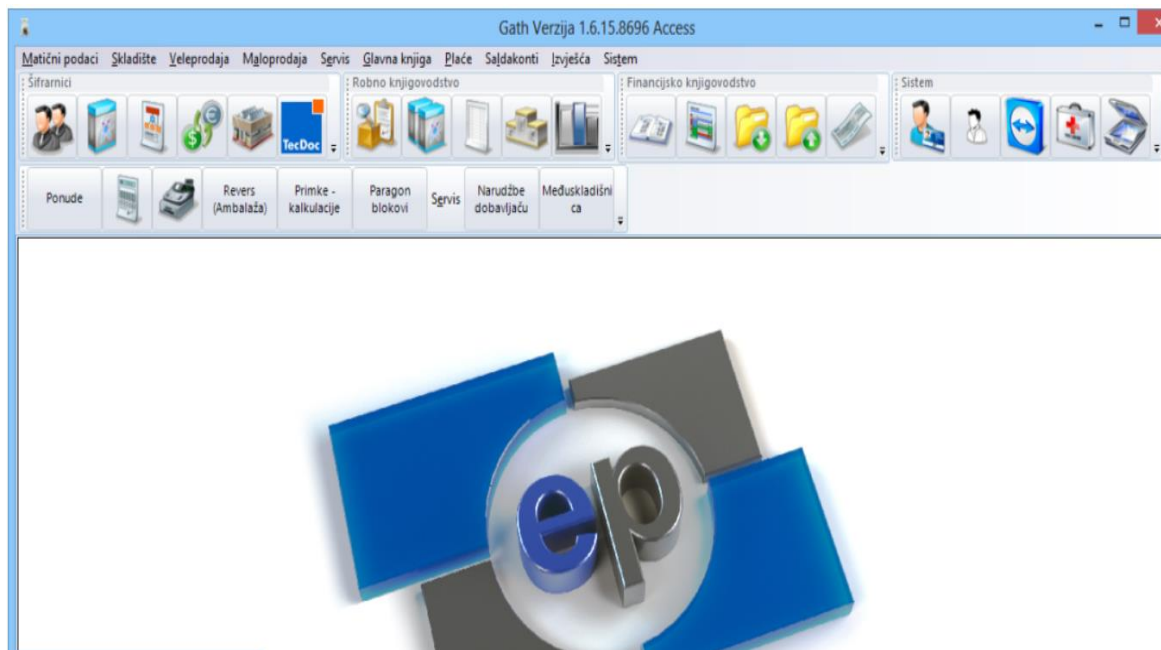 Gath Verzija 1.6.15.8696 Access
Matični podaci Skladište Veleprodaja Maloprodaja Servis Glavna knjiga Plaće Saldakonti Izvješća Sistem
Šifrarnici Robno knjigovodstvo Financijsko knjigovodstvo Sistem
TecDoc
Ponude Revers (Ambalaža) Primke - kalkulacije Paragon blokovi Servis Narudžbe dobavljaču Međuskladišni ca
ep